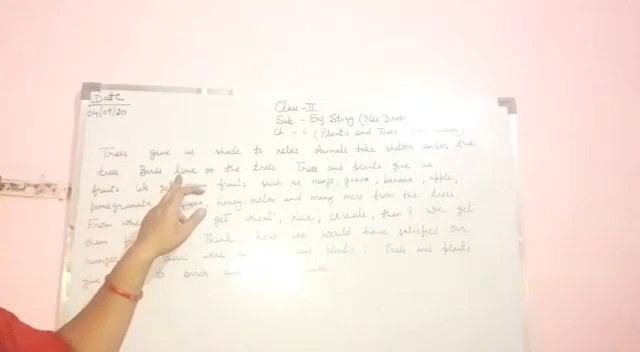 Date
04/09/20
Class - II
Sub - Eng Stury (Nee Drop
Ch - 6 (Plants and Trees
Trees give us shade to relax animals take shelter under the
trees Birds live on the trees Tree and plants give us
fruits. We fruits such as mango, guava, banana, apple,
pomegranate honey melon and many more from the trees
From get wheat, rice, cereals, then? We get
them Think how we would have satisfied our
hunger were and plants? Trees and plants
give to birds